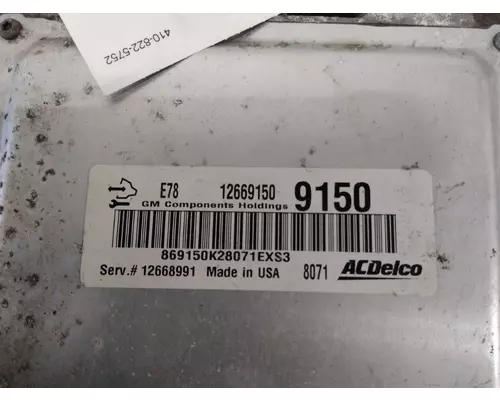 410-822-5752
E78 12669150 9150
GM Components Holdings
869150K28071EXS3
Serv.# 12668991 Made in USA 8071 ACDelco